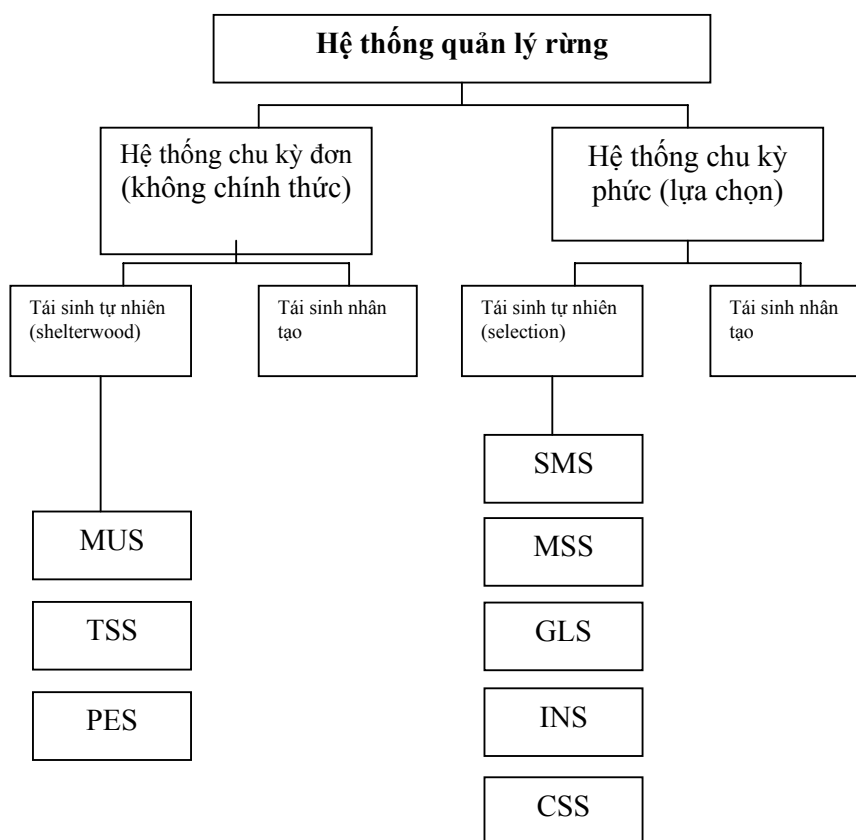 Hệ thống quản lý rừng
Hệ thống chu kỳ đơn
(không chính thức)
Hệ thống chu kỳ
phức (lựa chọn)
Tái sinh tự nhiên
(shelterwood)
Tái sinh nhân
tạo
Tái sinh tự nhiên
(selection)
Tái sinh nhân
tạo
MUS
TSS
PES
SMS
MSS
GLS
INS
CSS